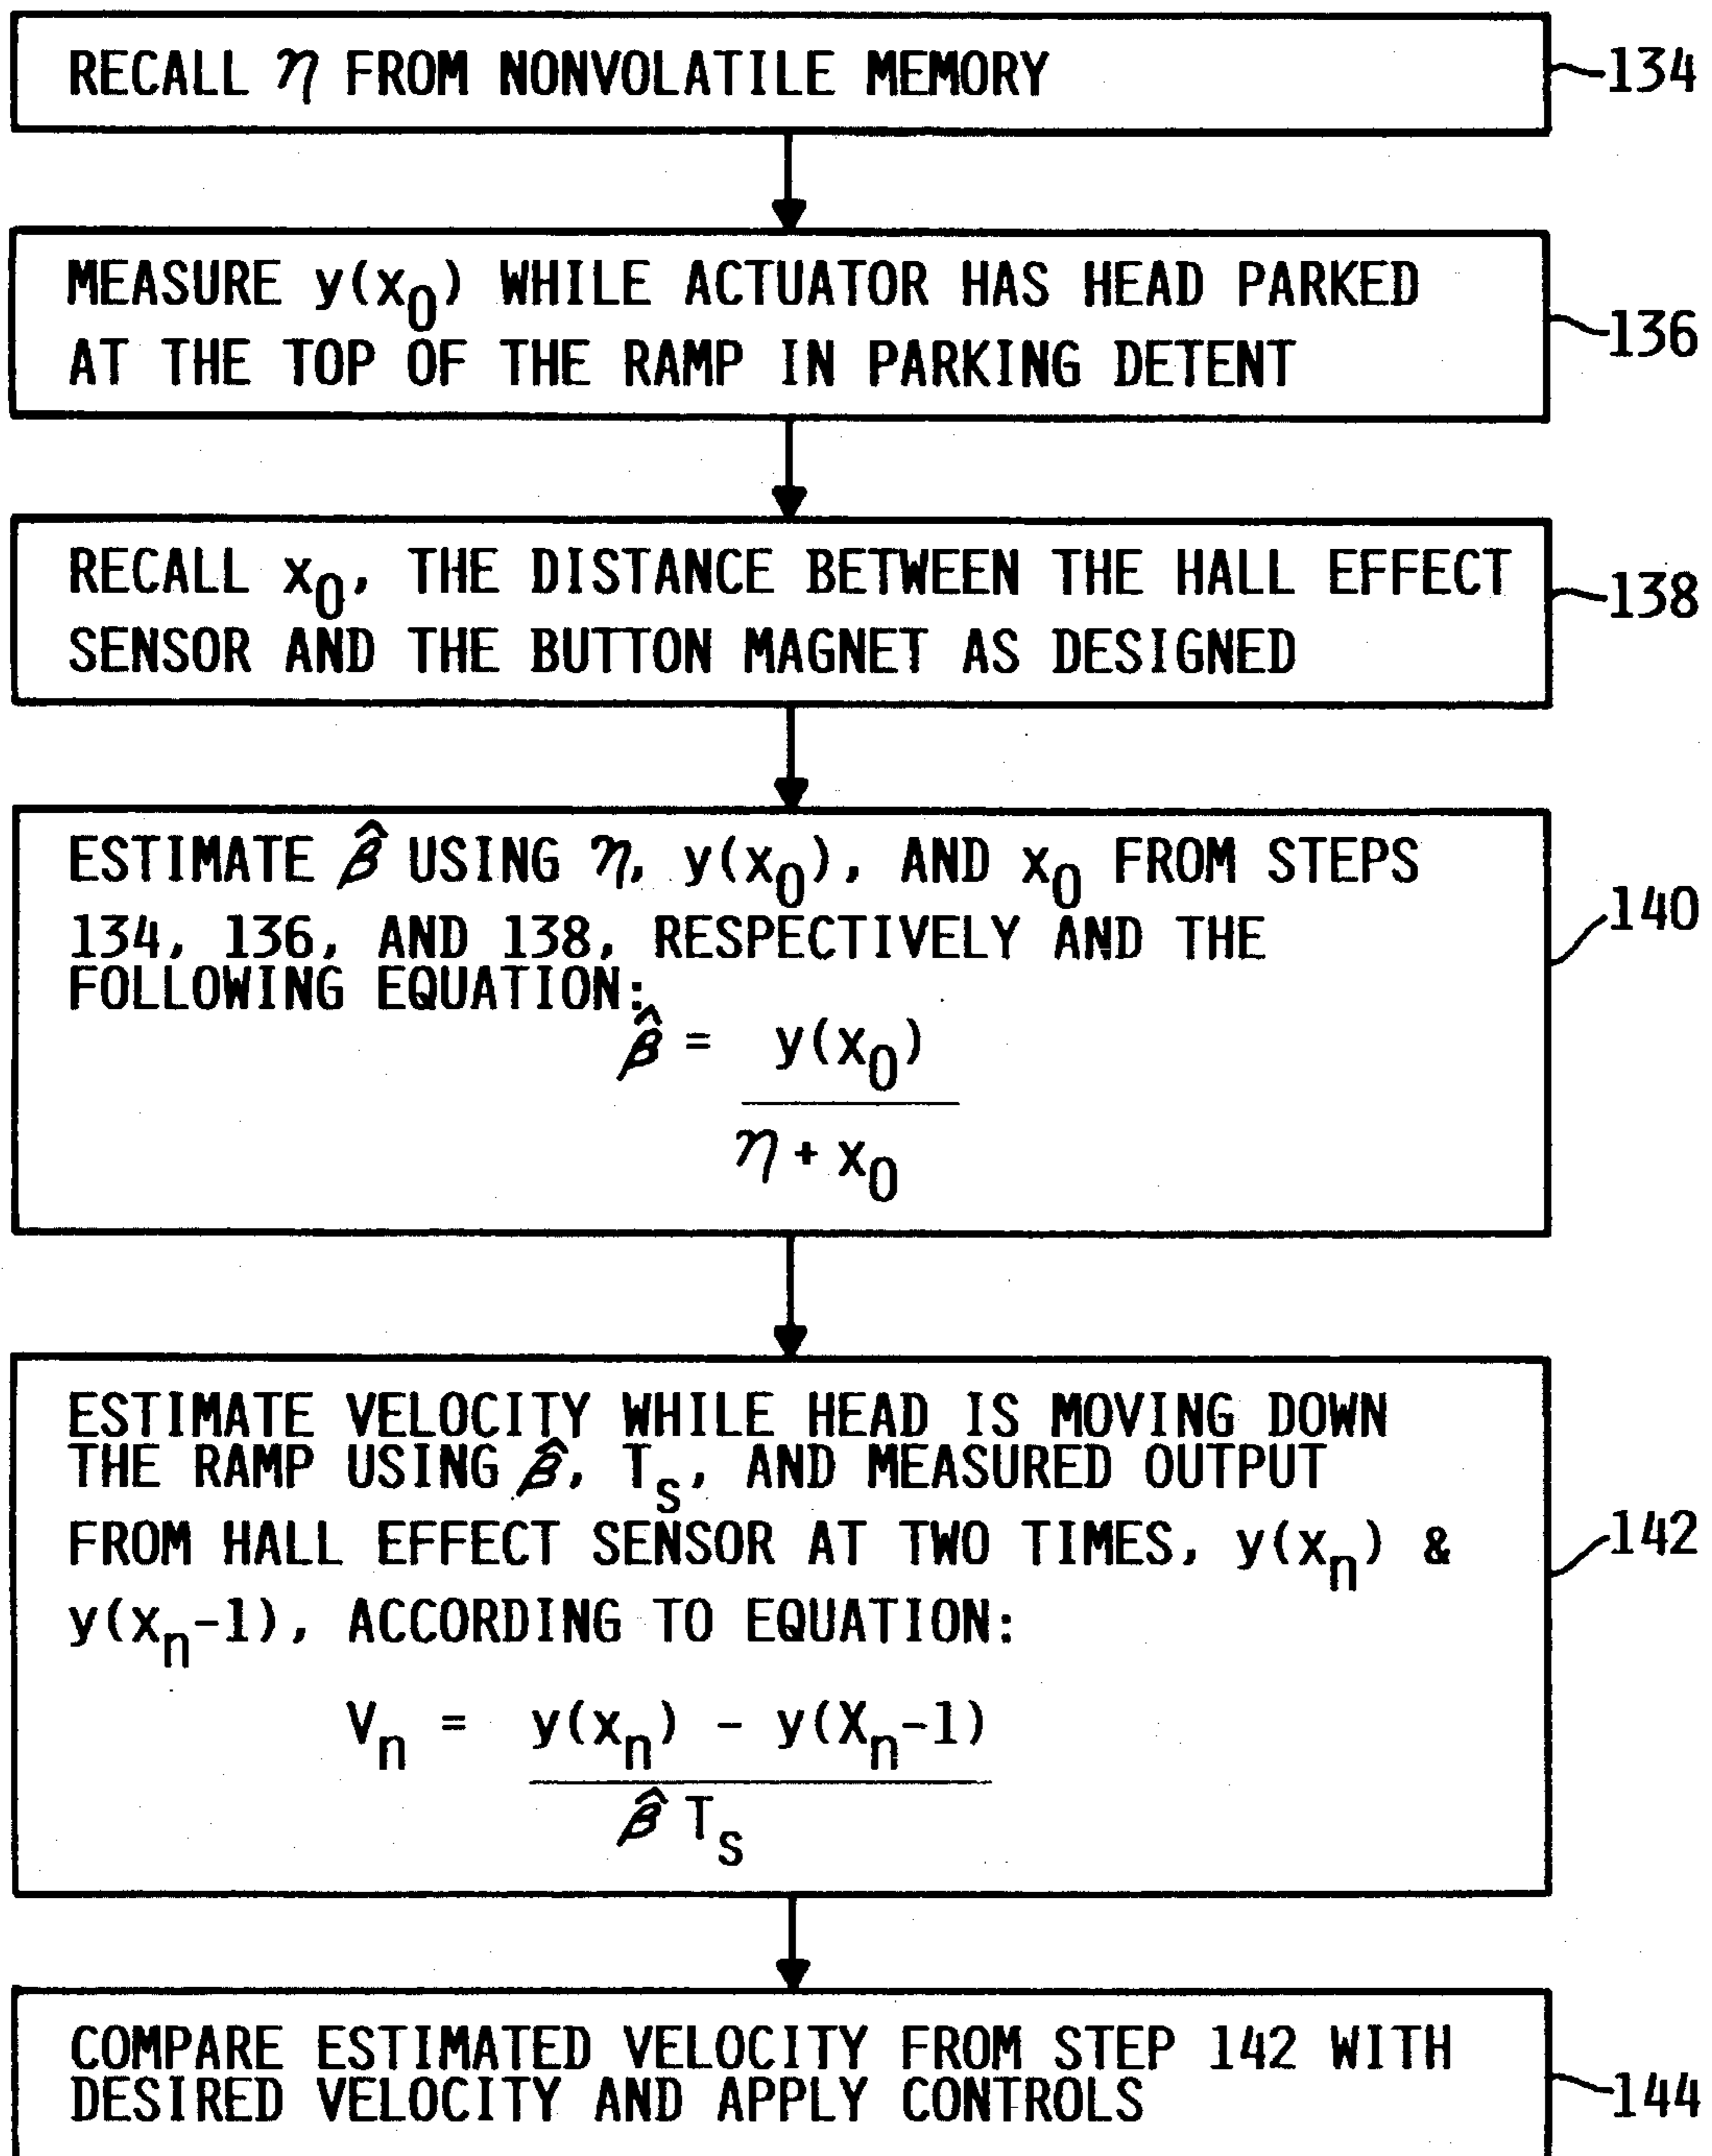 RECALL η FROM NONVOLATILE MEMORY
134
MEASURE y(x₀) WHILE ACTUATOR HAS HEAD PARKED
AT THE TOP OF THE RAMP IN PARKING DETENT
136
RECALL x₀, THE DISTANCE BETWEEN THE HALL EFFECT
SENSOR AND THE BUTTON MAGNET AS DESIGNED
138
ESTIMATE β̂ USING η, y(x₀), AND x₀ FROM STEPS
134, 136, AND 138, RESPECTIVELY AND THE
FOLLOWING EQUATION:
β̂ = y(x₀)
η + x₀
140
ESTIMATE VELOCITY WHILE HEAD IS MOVING DOWN
THE RAMP USING β̂, Tₛ, AND MEASURED OUTPUT
FROM HALL EFFECT SENSOR AT TWO TIMES, y(xₙ) &
y(xₙ-1), ACCORDING TO EQUATION:
Vₙ = y(xₙ) - y(Xₙ-1)
β̂ Tₛ
142
COMPARE ESTIMATED VELOCITY FROM STEP 142 WITH
DESIRED VELOCITY AND APPLY CONTROLS
144